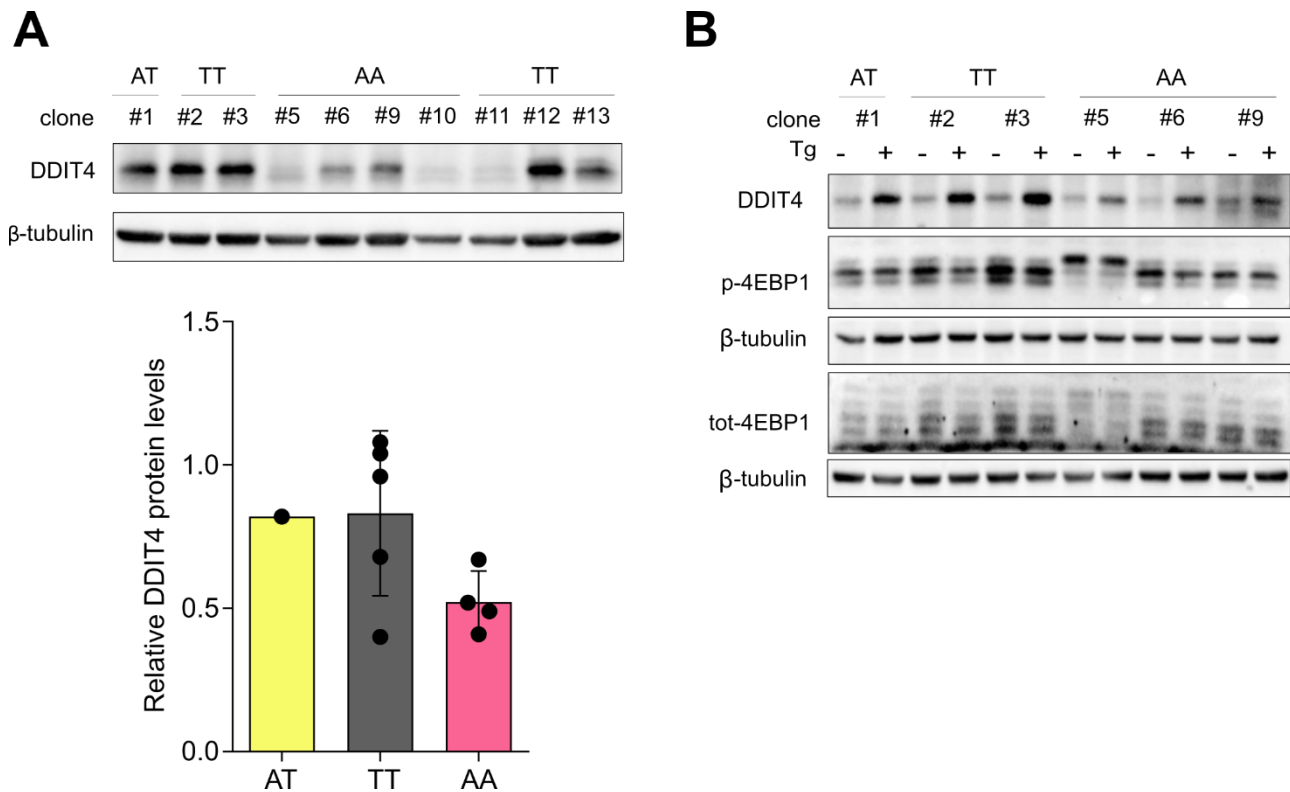 A
AT TT AA TT
clone #1 #2 #3 #5 #6 #9 #10 #11 #12 #13
DDIT4
β-tubulin
Relative DDIT4 protein levels
1.5
1.0
0.5
0.0
AT TT AA
B
AT TT AA
clone #1 #2 #3 #5 #6 #9
Tg - + - + - + - + - + - +
DDIT4
p-4EBP1
β-tubulin
tot-4EBP1
β-tubulin